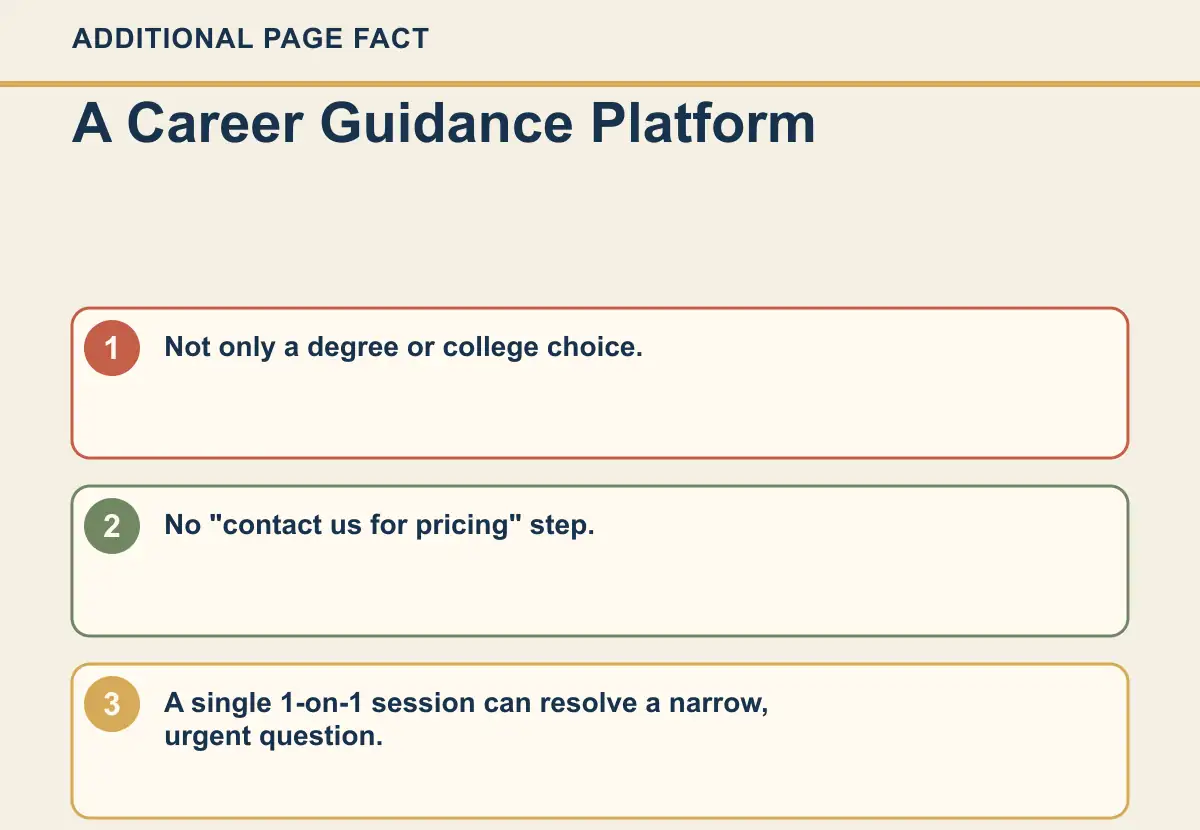 ADDITIONAL PAGE FACT
A Career Guidance Platform
1
Not only a degree or college choice.
2
No "contact us for pricing" step.
3
A single 1-on-1 session can resolve a narrow,
urgent question.